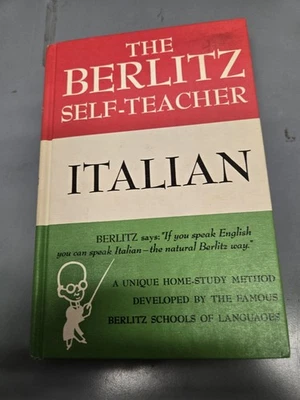 THE
BERLITZ
SELF-TEACHER
ITALIAN
BERLITZ says: "If you speak English
you can speak Italian—the natural Berlitz way."
A UNIQUE HOME-STUDY METHOD
DEVELOPED BY THE FAMOUS
BERLITZ SCHOOLS OF LANGUAGES